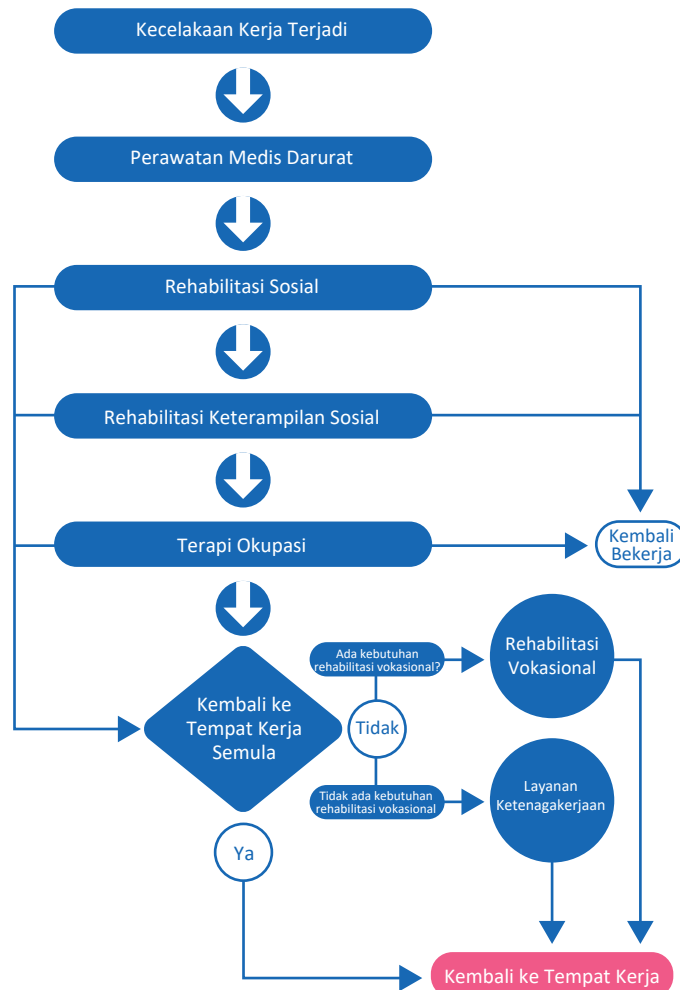 Kecelakaan Kerja Terjadi
Perawatan Medis Darurat
Rehabilitasi Sosial
Rehabilitasi Keterampilan Sosial
Terapi Okupasi
Kembali
Bekerja
Ada kebutuhan
rehabilitasi vokasional?
Rehabilitasi
Vokasional
Kembali ke
Tempat Kerja
Semula
Tidak
Tidak ada kebutuhan
rehabilitasi vokasional
Layanan
Ketenagakerjaan
Ya
Kembali ke Tempat Kerja